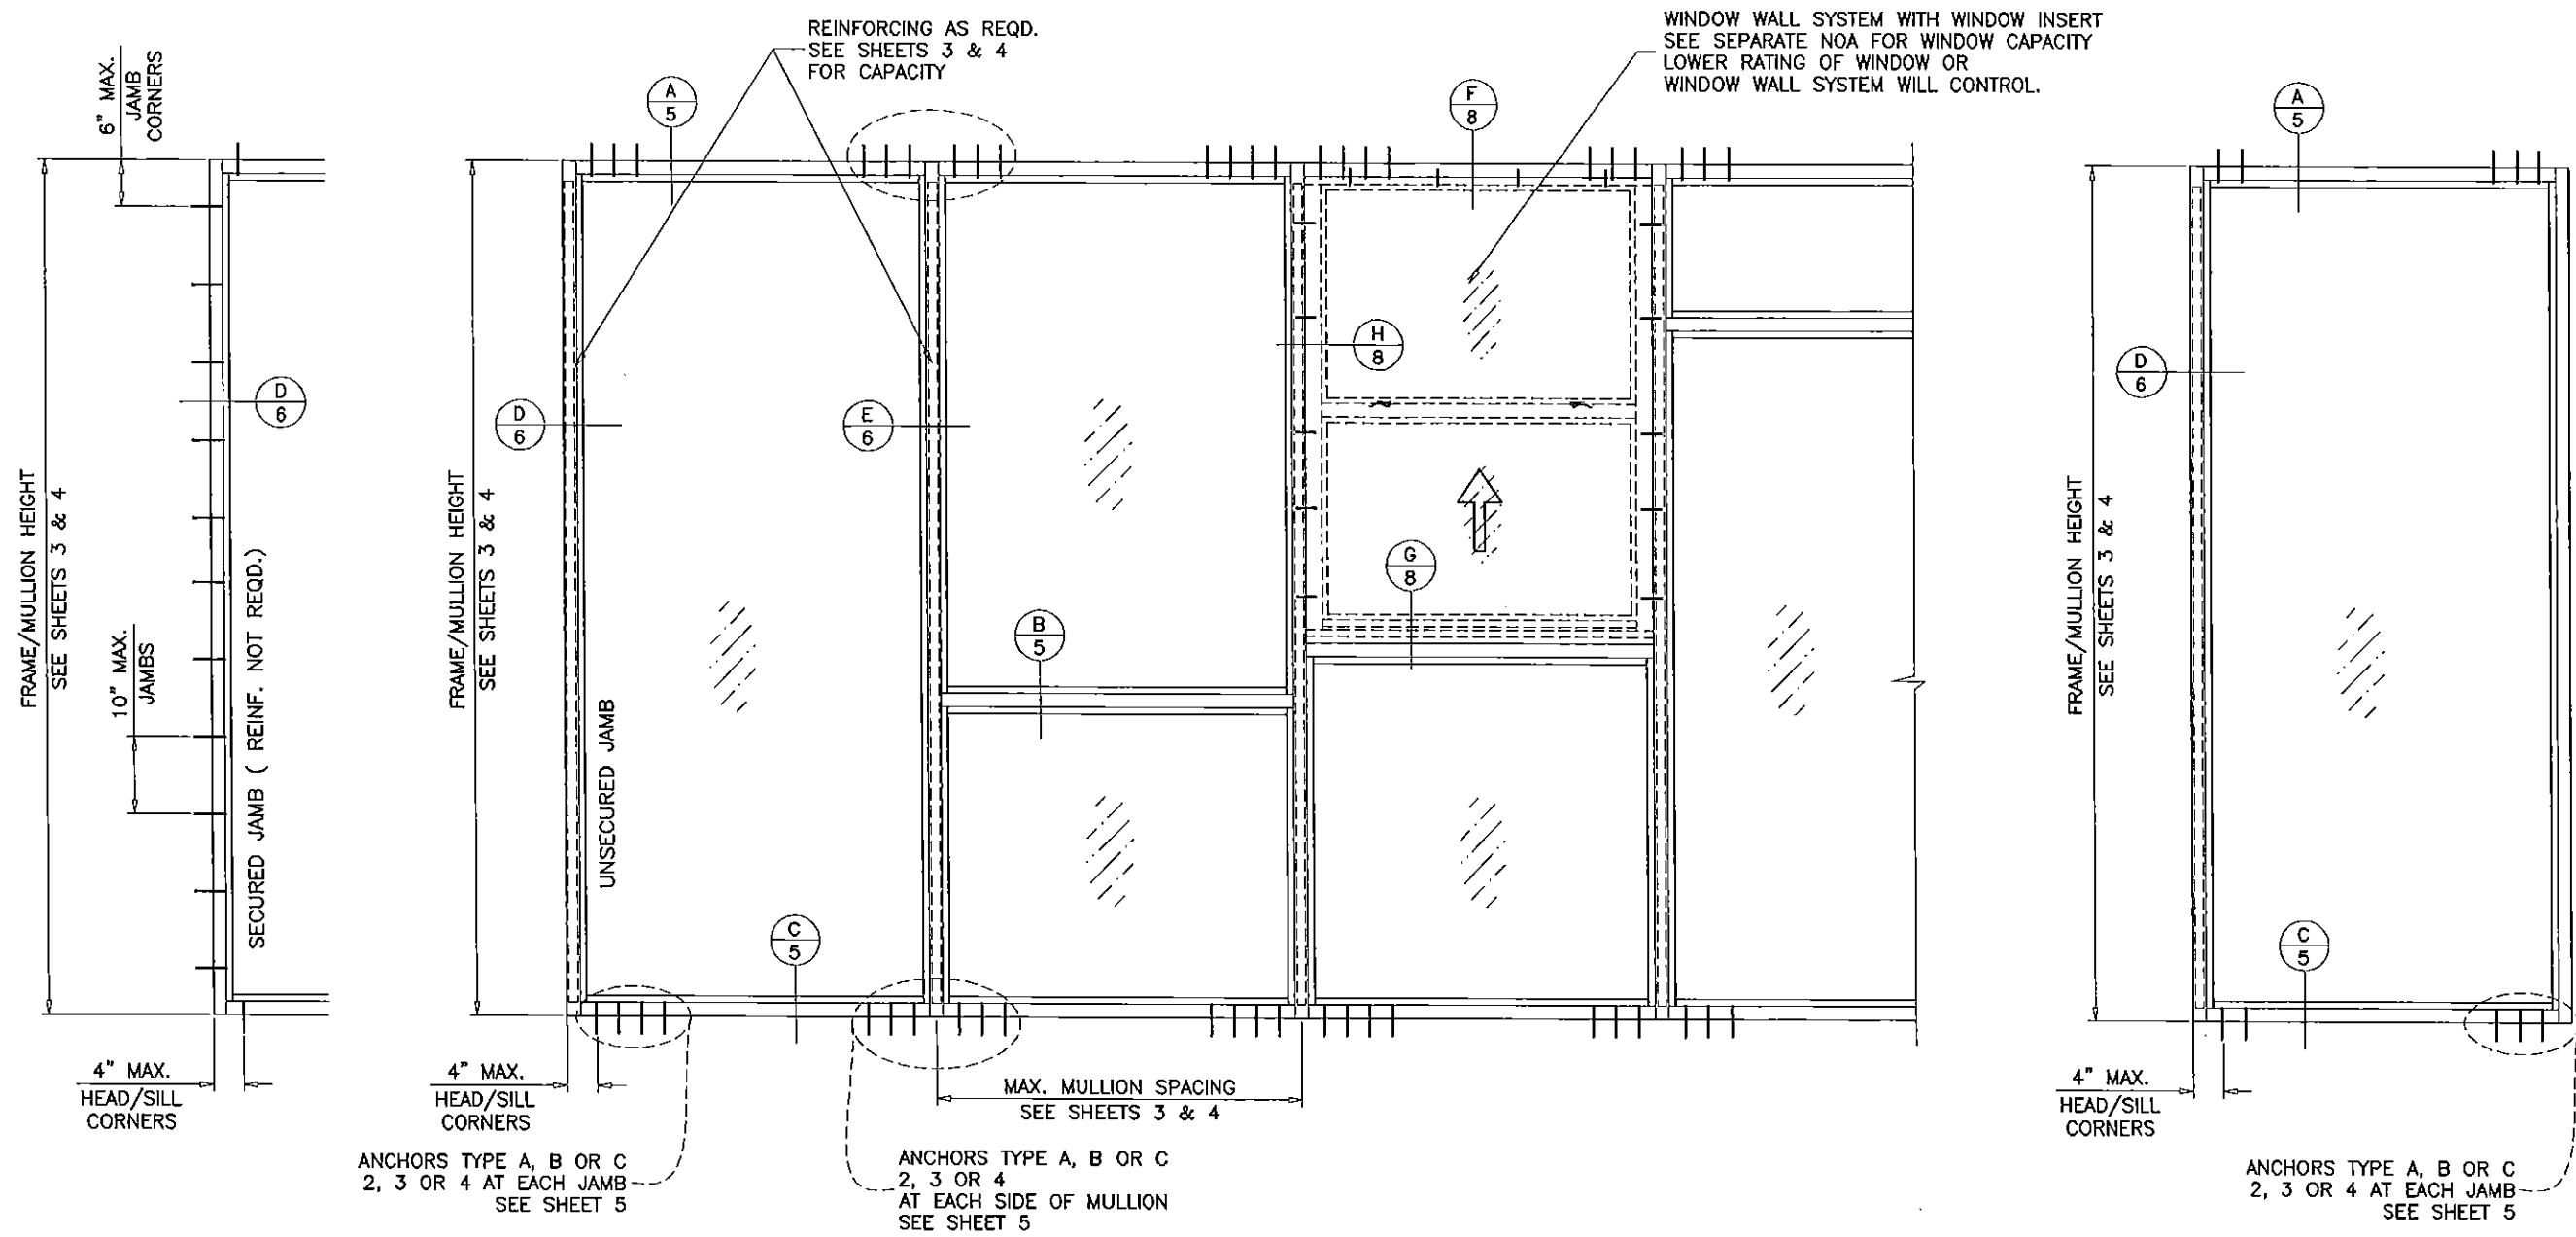 6" MAX.
JAMB
CORNERS
FRAME/MULLION HEIGHT
SEE SHEETS 3 & 4
10" MAX.
JAMBS
D
6
SECURED JAMB ( REINF. NOT REQD.)
4" MAX.
HEAD/SILL
CORNERS
REINFORCING AS REQD.
SEE SHEETS 3 & 4
FOR CAPACITY
A
5
FRAME/MULLION HEIGHT
SEE SHEETS 3 & 4
D
6
E
6
UNSECURED JAMB
B
5
C
5
4" MAX.
HEAD/SILL
CORNERS
ANCHORS TYPE A, B OR C
2, 3 OR 4 AT EACH JAMB
SEE SHEET 5
ANCHORS TYPE A, B OR C
2, 3 OR 4
AT EACH SIDE OF MULLION
SEE SHEET 5
MAX. MULLION SPACING
SEE SHEETS 3 & 4
WINDOW WALL SYSTEM WITH WINDOW INSERT
SEE SEPARATE NOA FOR WINDOW CAPACITY
LOWER RATING OF WINDOW OR
WINDOW WALL SYSTEM WILL CONTROL.
F
8
H
8
G
8
A
5
FRAME/MULLION HEIGHT
SEE SHEETS 3 & 4
D
6
C
5
4" MAX.
HEAD/SILL
CORNERS
ANCHORS TYPE A, B OR C
2, 3 OR 4 AT EACH JAMB
SEE SHEET 5